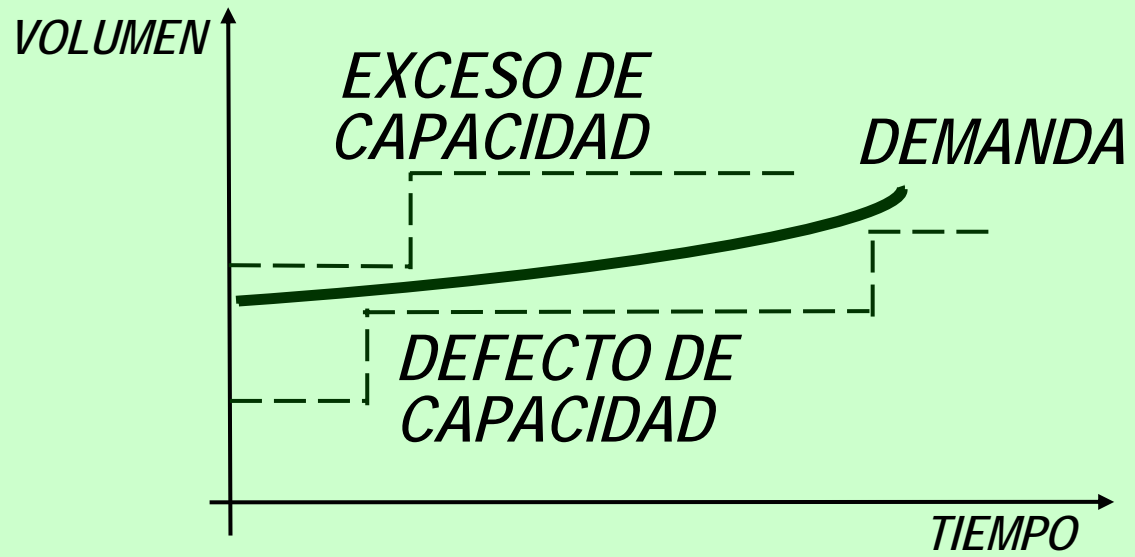 VOLUMEN
EXCESO DE
CAPACIDAD
DEMANDA
DEFECTO DE
CAPACIDAD
TIEMPO